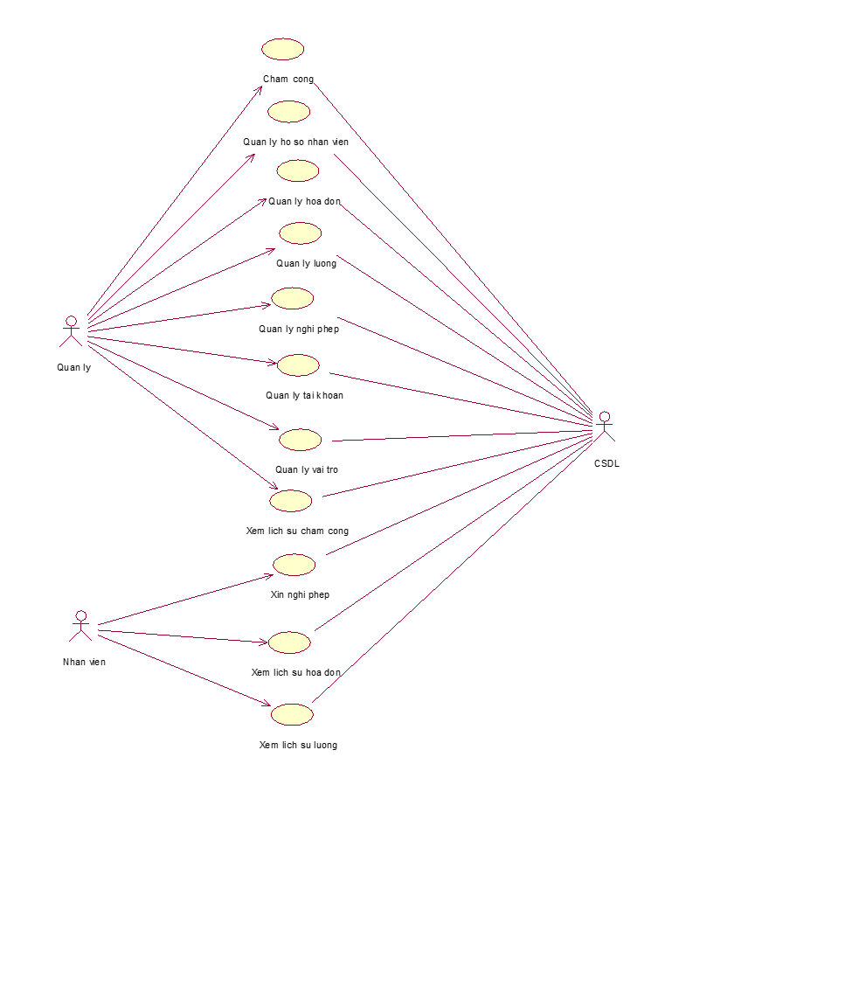 Cham cong
Quan ly ho so nhan vien
Quan ly hoa don
Quan ly luong
Quan ly nghi phep
Quan ly
Quan ly tai khoan
Quan ly vai tro
CSDL
Xem lich su cham cong
Xin nghi phep
Nhan vien
Xem lich su hoa don
Xem lich su luong